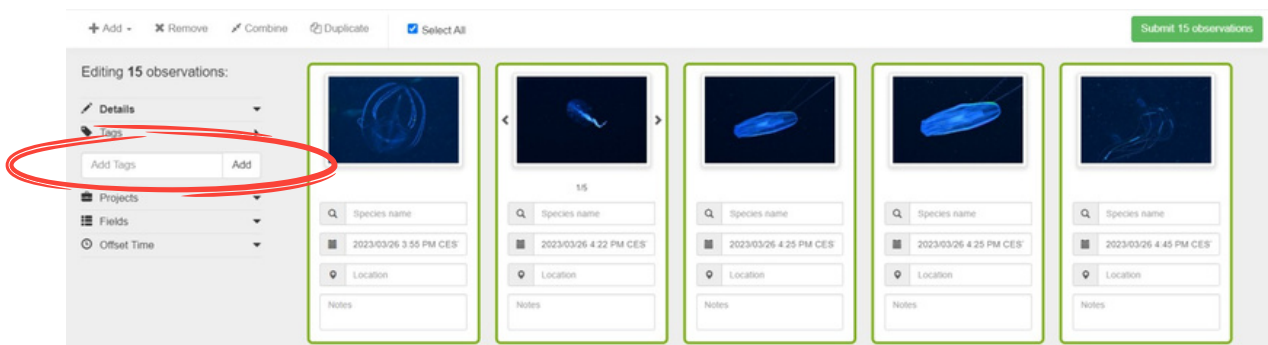 Add Remove Combine Duplicate Select All Submit 15 observations
Editing 15 observations:
Details
Tags
Add Tags Add
Projects
Fields
Offset Time
1/5
Species name Species name Species name Species name Species name
2023/03/26 3:55 PM CES 2023/03/26 4:22 PM CES 2023/03/26 4:25 PM CES 2023/03/26 4:25 PM CES 2023/03/26 4:45 PM CES
Location Location Location Location Location
Notes Notes Notes Notes Notes